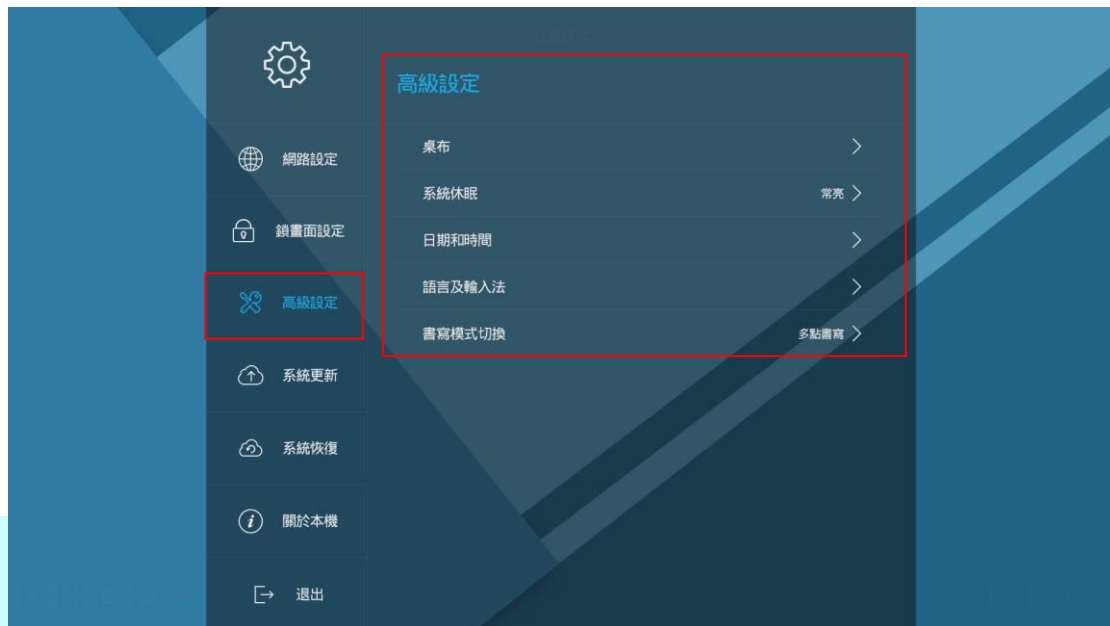 高級設定
網路設定
鎖畫面設定
高級設定
系統更新
系統恢復
關於本機
退出
桌布
系統休眠 常亮
日期和時間
語言及輸入法
書寫模式切換 多點書寫